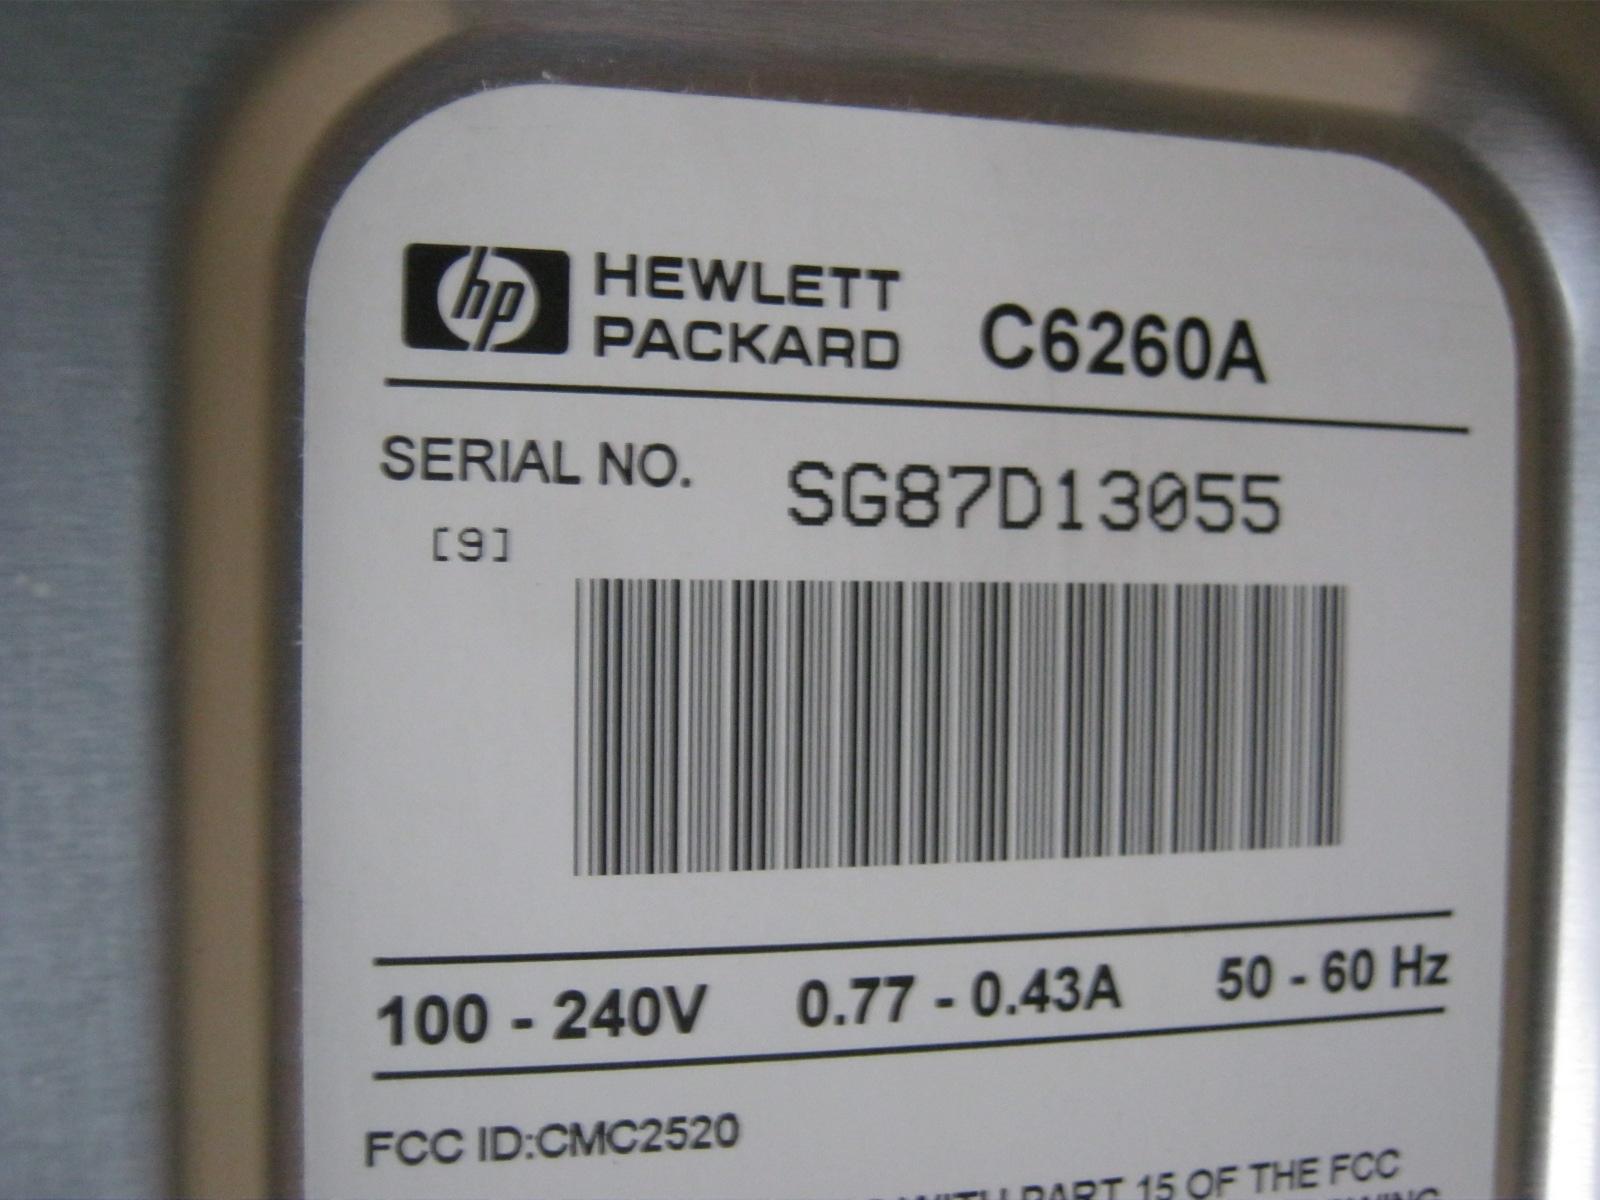 hp HEWLETT
PACKARD C6260A
SERIAL NO. SG87D13055
[9]
100 - 240V 0.77 - 0.43A 50 - 60 Hz
FCC ID:CMC2520
WITH PART 15 OF THE FCC